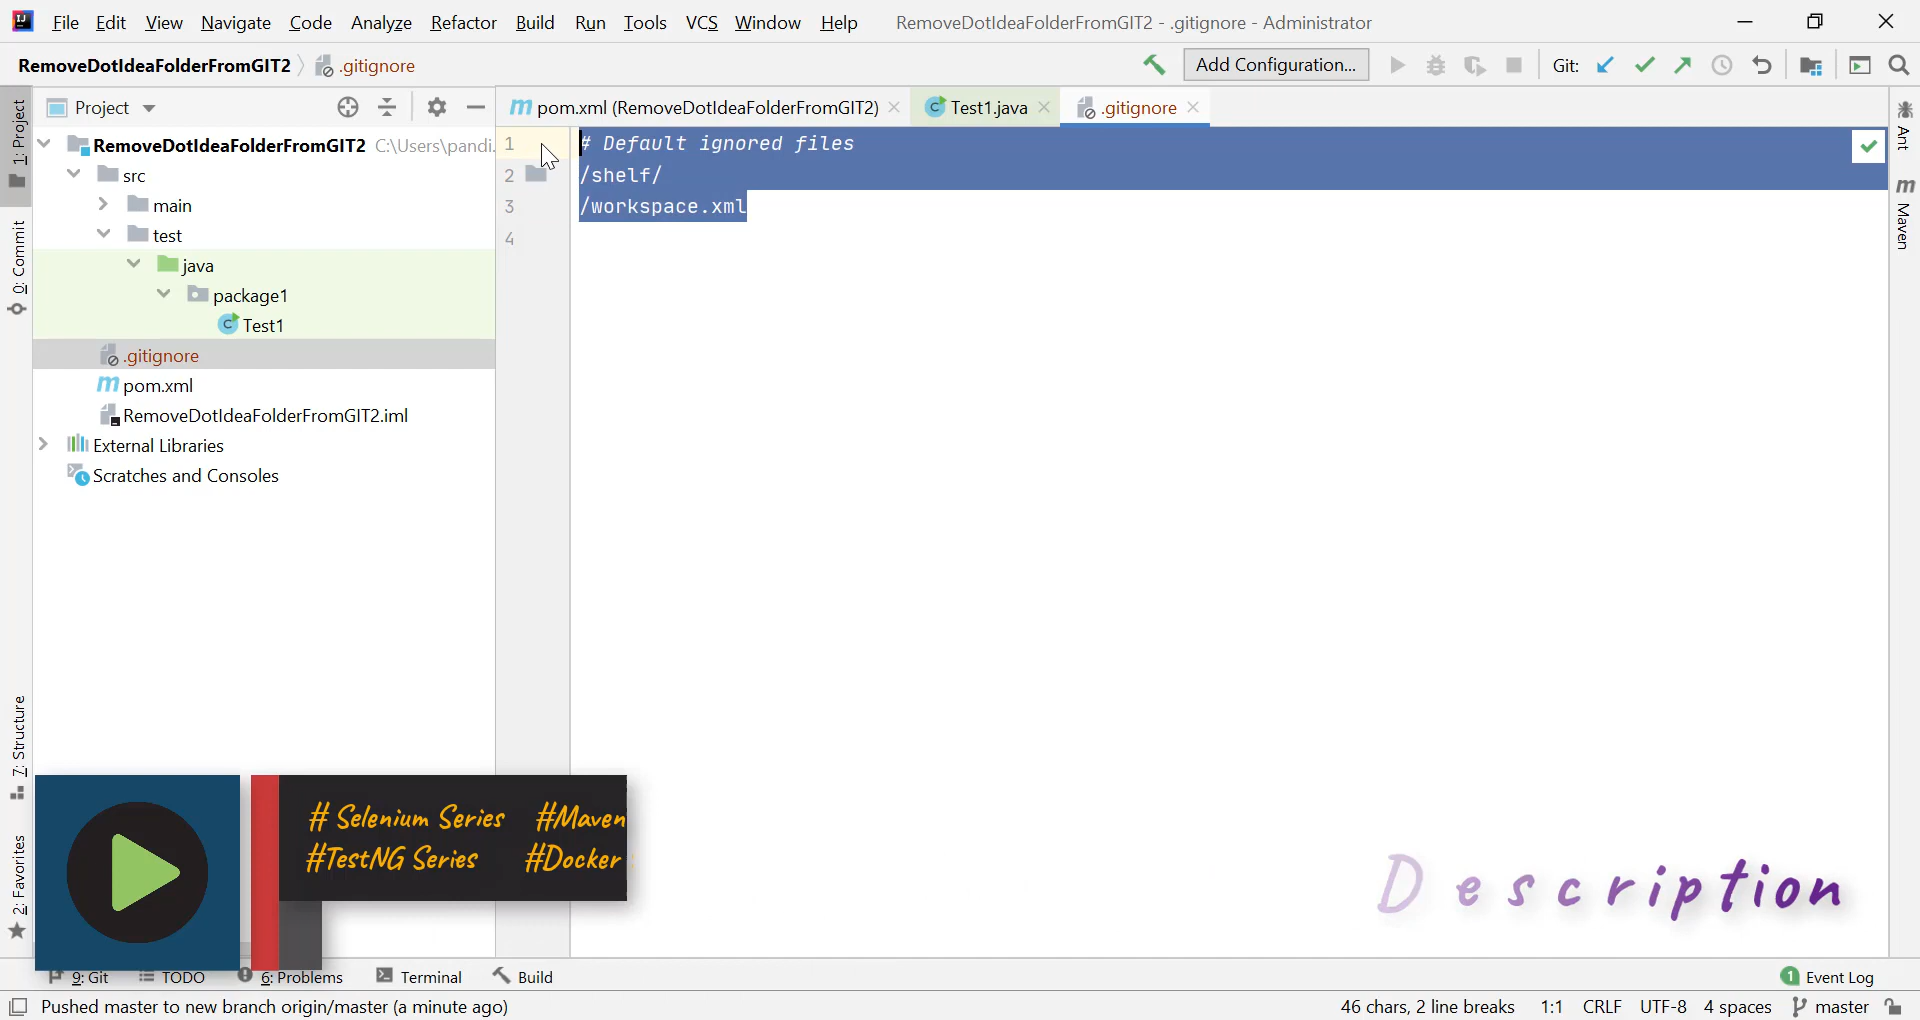 File Edit View Navigate Code Analyze Refactor Build Run Tools VCS Window Help RemoveDotIdeaFolderFromGIT2 - .gitignore - Administrator
RemoveDotIdeaFolderFromGIT2 .gitignore Add Configuration... Git:
1: Project
0: Commit
7: Structure
2: Favorites
Project
RemoveDotIdeaFolderFromGIT2 C:\Users\pandi.
src
main
test
java
package1
Test1
.gitignore
pom.xml
RemoveDotIdeaFolderFromGIT2.iml
External Libraries
Scratches and Consoles
pom.xml (RemoveDotIdeaFolderFromGIT2) Test1.java .gitignore
1 # Default ignored files
2 /shelf/
3 /workspace.xml
4
Ant
Maven
# Selenium Series #Maven
#TestNG Series #Docker
Description
9: Git TODO 6: Problems Terminal Build 1 Event Log
Pushed master to new branch origin/master (a minute ago) 46 chars, 2 line breaks 1:1 CRLF UTF-8 4 spaces master